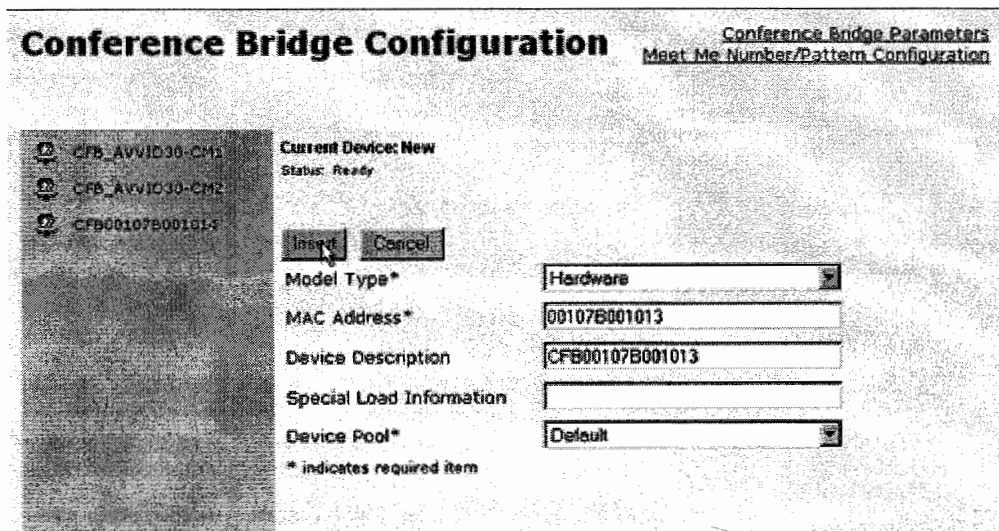 Conference Bridge Configuration
Conference Bridge Parameters
Meet Me Number/Pattern Configuration
CFB_AVVID30-CM1
CFB_AVVID30-CM2
CFB00107B001014
Current Device: New
Status: Ready
Insert Cancel
Model Type* Hardware
MAC Address* 00107B001013
Device Description CFB00107B001013
Special Load Information
Device Pool* Default
* indicates required item